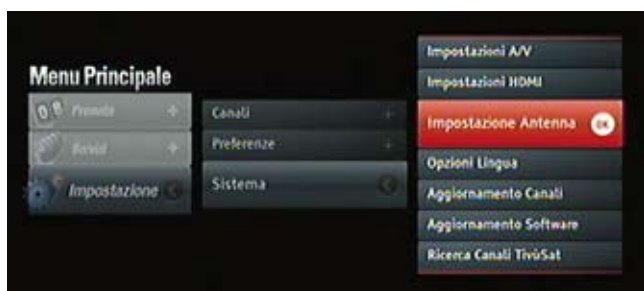 Menu Principale
Servizi
Impostazione
Canali
Preferenze
Sistema
Impostazioni A/V
Impostazioni HDMI
Impostazione Antenna OK
Opzioni Lingua
Aggiornamento Canali
Aggiornamento Software
Ricerca Canali TivùSat